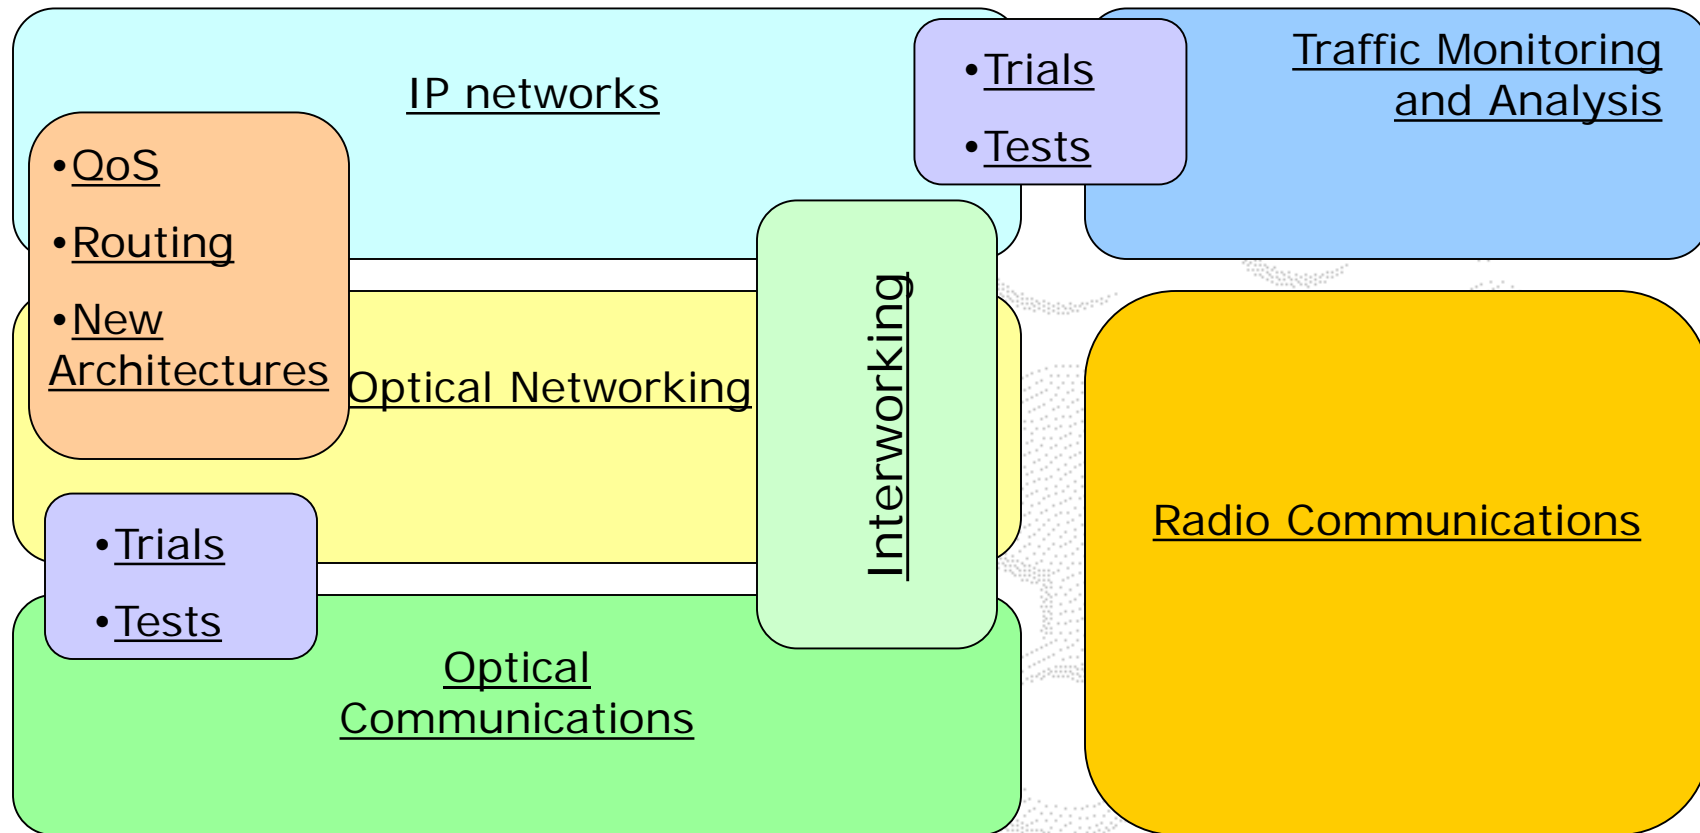 IP networks
•Trials
•Tests
Traffic Monitoring
and Analysis
•QoS
•Routing
•New
Architectures
Optical Networking
Interworking
Radio Communications
•Trials
•Tests
Optical
Communications